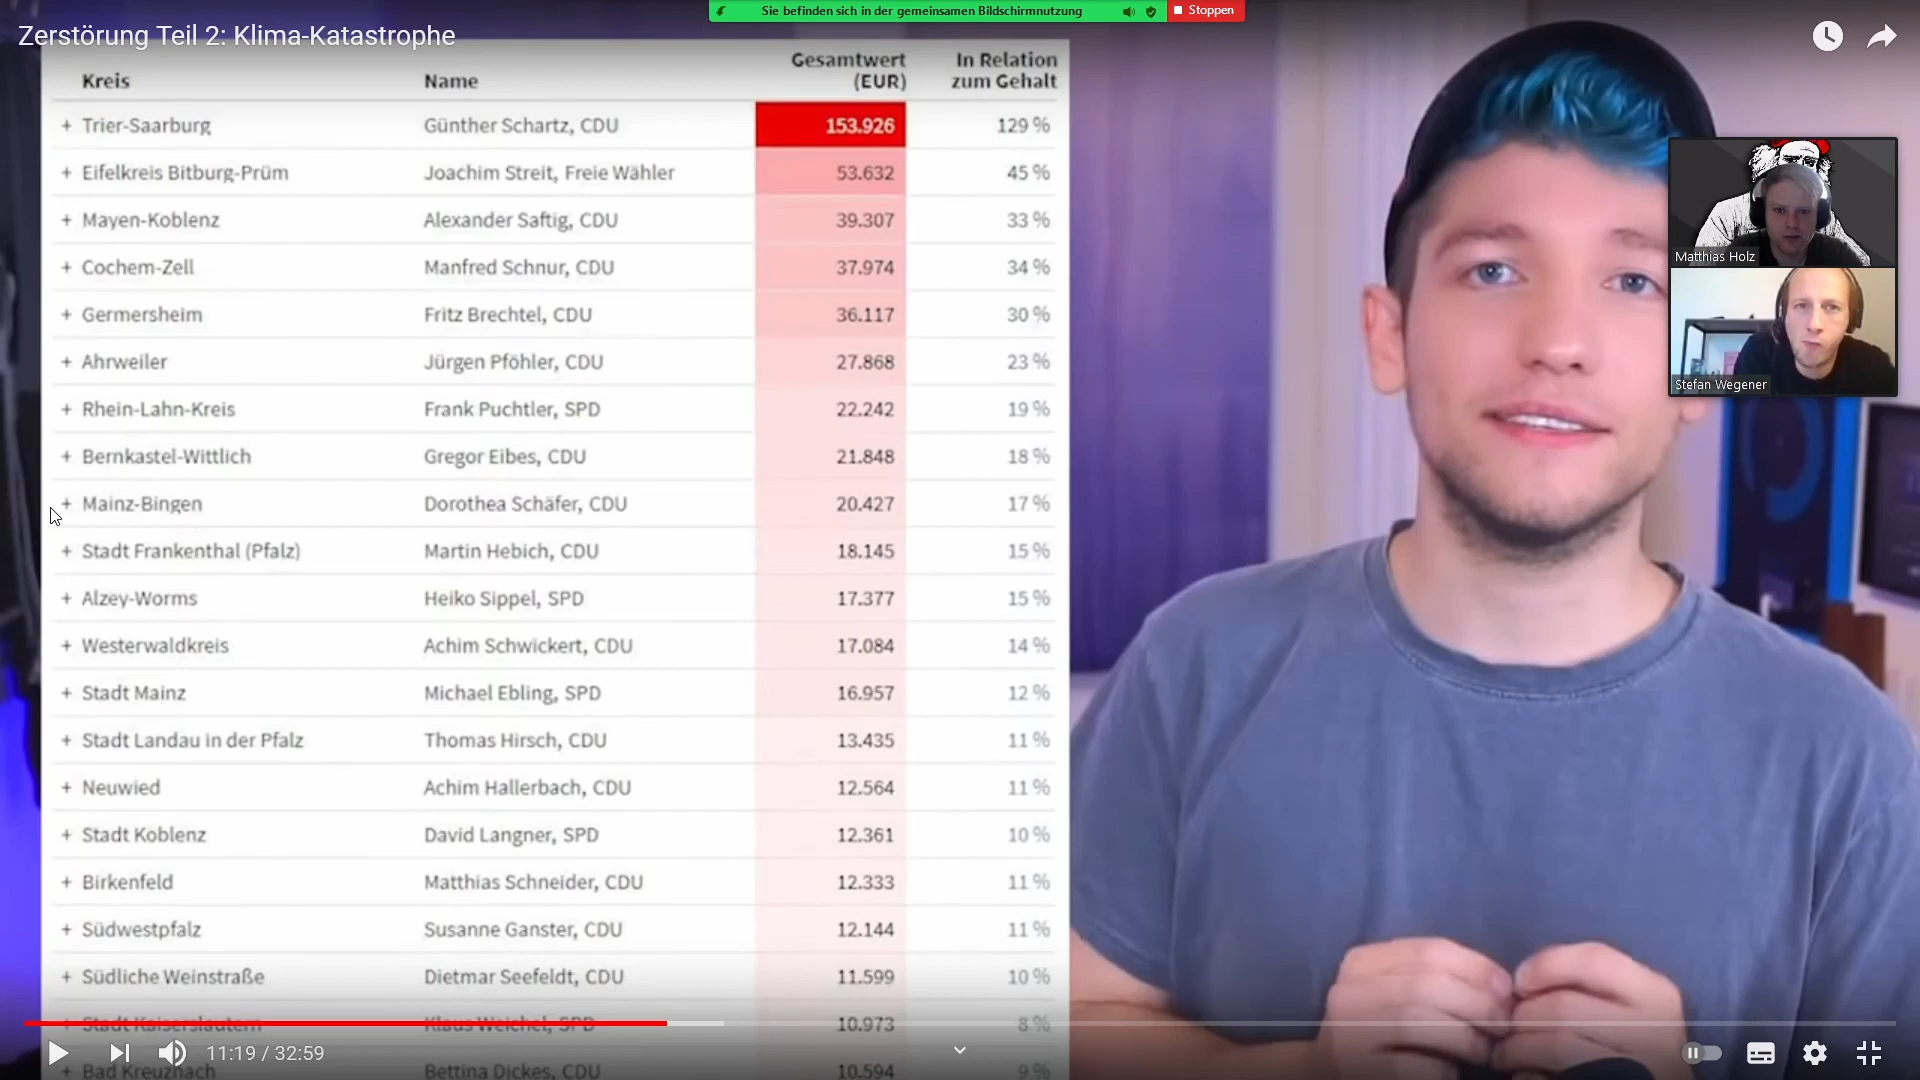 Sie befinden sich in der gemeinsamen Bildschirmnutzung
Stoppen
Zerstörung Teil 2: Klima-Katastrophe
Kreis Name Gesamtwert (EUR) In Relation zum Gehalt
+ Trier-Saarburg Günther Schartz, CDU 153.926 129 %
+ Eifelkreis Bitburg-Prüm Joachim Streit, Freie Wähler 53.632 45 %
+ Mayen-Koblenz Alexander Saftig, CDU 39.307 33 %
+ Cochem-Zell Manfred Schnur, CDU 37.974 34 %
+ Germersheim Fritz Brechtel, CDU 36.117 30 %
+ Ahrweiler Jürgen Pföhler, CDU 27.868 23 %
+ Rhein-Lahn-Kreis Frank Puchtler, SPD 22.242 19 %
+ Bernkastel-Wittlich Gregor Eibes, CDU 21.848 18 %
+ Mainz-Bingen Dorothea Schäfer, CDU 20.427 17 %
+ Stadt Frankenthal (Pfalz) Martin Hebich, CDU 18.145 15 %
+ Alzey-Worms Heiko Sippel, SPD 17.377 15 %
+ Westerwaldkreis Achim Schwickert, CDU 17.084 14 %
+ Stadt Mainz Michael Ebling, SPD 16.957 12 %
+ Stadt Landau in der Pfalz Thomas Hirsch, CDU 13.435 11 %
+ Neuwied Achim Hallerbach, CDU 12.564 11 %
+ Stadt Koblenz David Langner, SPD 12.361 10 %
+ Birkenfeld Matthias Schneider, CDU 12.333 11 %
+ Südwestpfalz Susanne Ganster, CDU 12.144 11 %
+ Südliche Weinstraße Dietmar Seefeldt, CDU 11.599 10 %
+ Stadt Kaiserslautern Klaus Weichel, SPD 10.973 8 %
+ Bad Kreuznach Bettina Dickes, CDU 10.594 9 %
Matthias Holz
Stefan Wegener
11:19 / 32:59